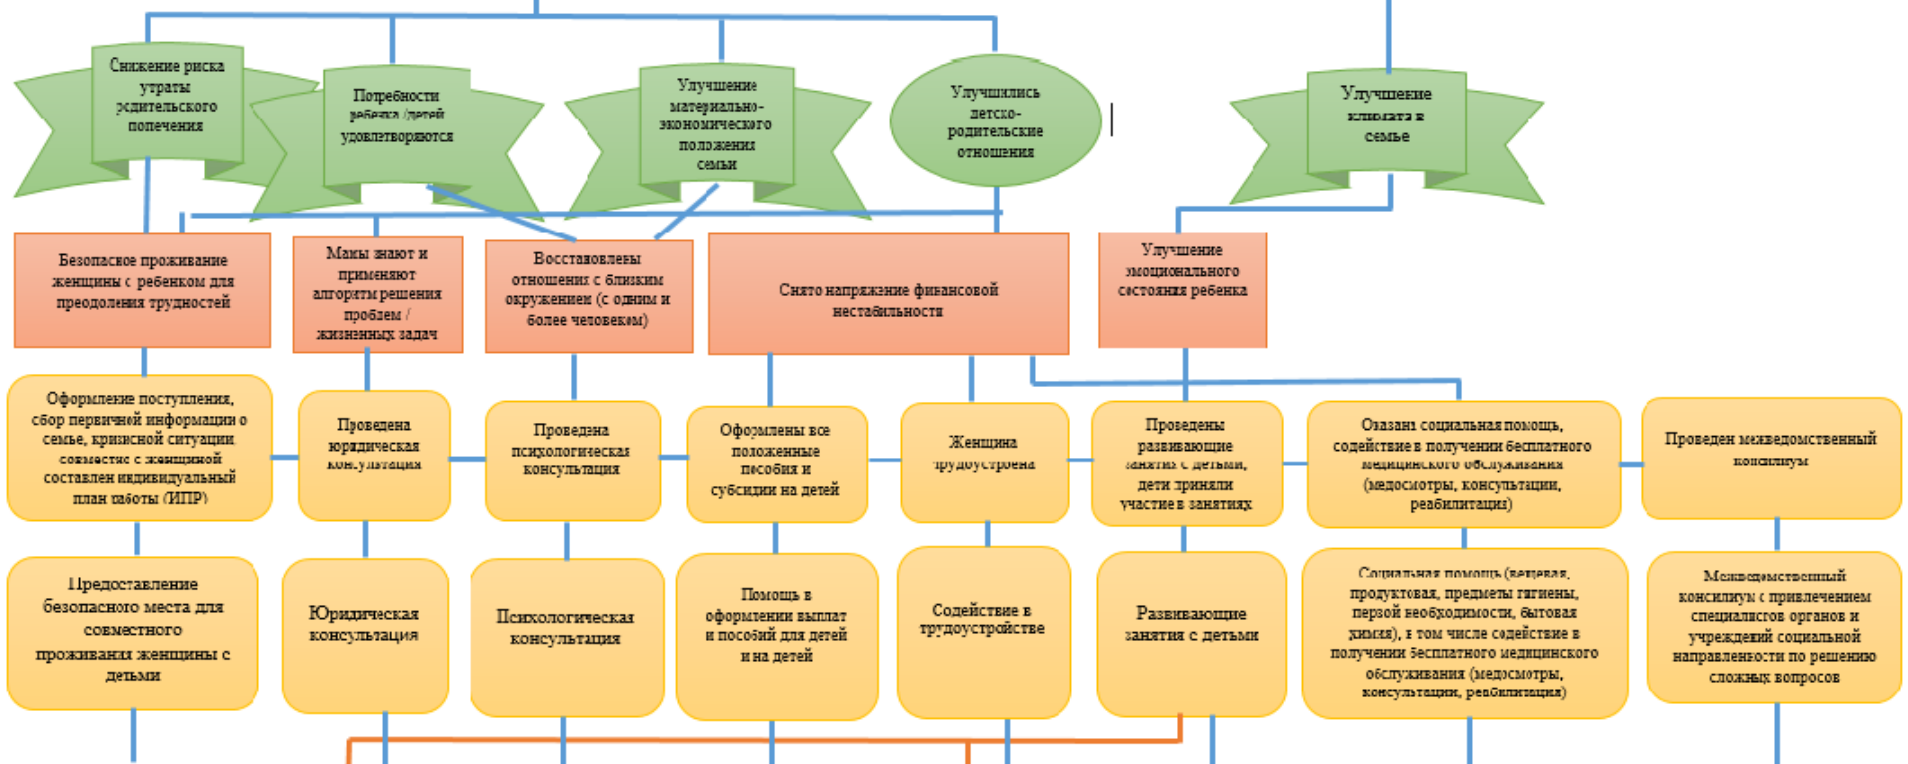 Снижение риска
утраты
родительского
попечения
Потребности
ребенка /детей
удовлетворяются
Улучшение
материально-
экономического
положения
семьи
Улучшились
детско-
родительские
отношения
Улучшение
климата в
семье
Безопасное проживание
женщины с ребенком для
преодоления трудностей
Мамы знают и
применяют
алгоритм решения
проблем /
жизненных задач
Восстановлены
отношения с близким
окружением (с одним и
более человеком)
Снято напряжение финансовой
нестабильности
Улучшение
эмоционального
состояния ребенка
Оформление поступления,
сбор первичной информации о
семье, кризисной ситуации,
совместно с женщиной
составлен индивидуальный
план работы (ИПР)
Проведена
юридическая
консультация
Проведена
психологическая
консультация
Оформлены все
положенные
пособия и
субсидии на детей
Женщина
трудоустроена
Проведены
развивающие
занятия с детьми,
дети приняли
участие в занятиях
Оказана социальная помощь,
содействие в получении бесплатного
медицинского обслуживания
(медосмотры, консультации,
реабилитация)
Проведен межведомственный
консилиум
Предоставление
безопасного места для
совместного
проживания женщины с
детьми
Юридическая
консультация
Психологическая
консультация
Помощь в
оформлении выплат
и пособий для детей
и на детей
Содействие в
трудоустройстве
Развивающие
занятия с детьми
Социальная помощь (вещевая,
продуктовая, предметы гигиены,
первой необходимости, бытовая
химия), в том числе содействие в
получении бесплатного медицинского
обслуживания (медосмотры,
консультации, реабилитация)
Межведомственный
консилиум с привлечением
специалистов органов и
учреждений социальной
направленности по решению
сложных вопросов